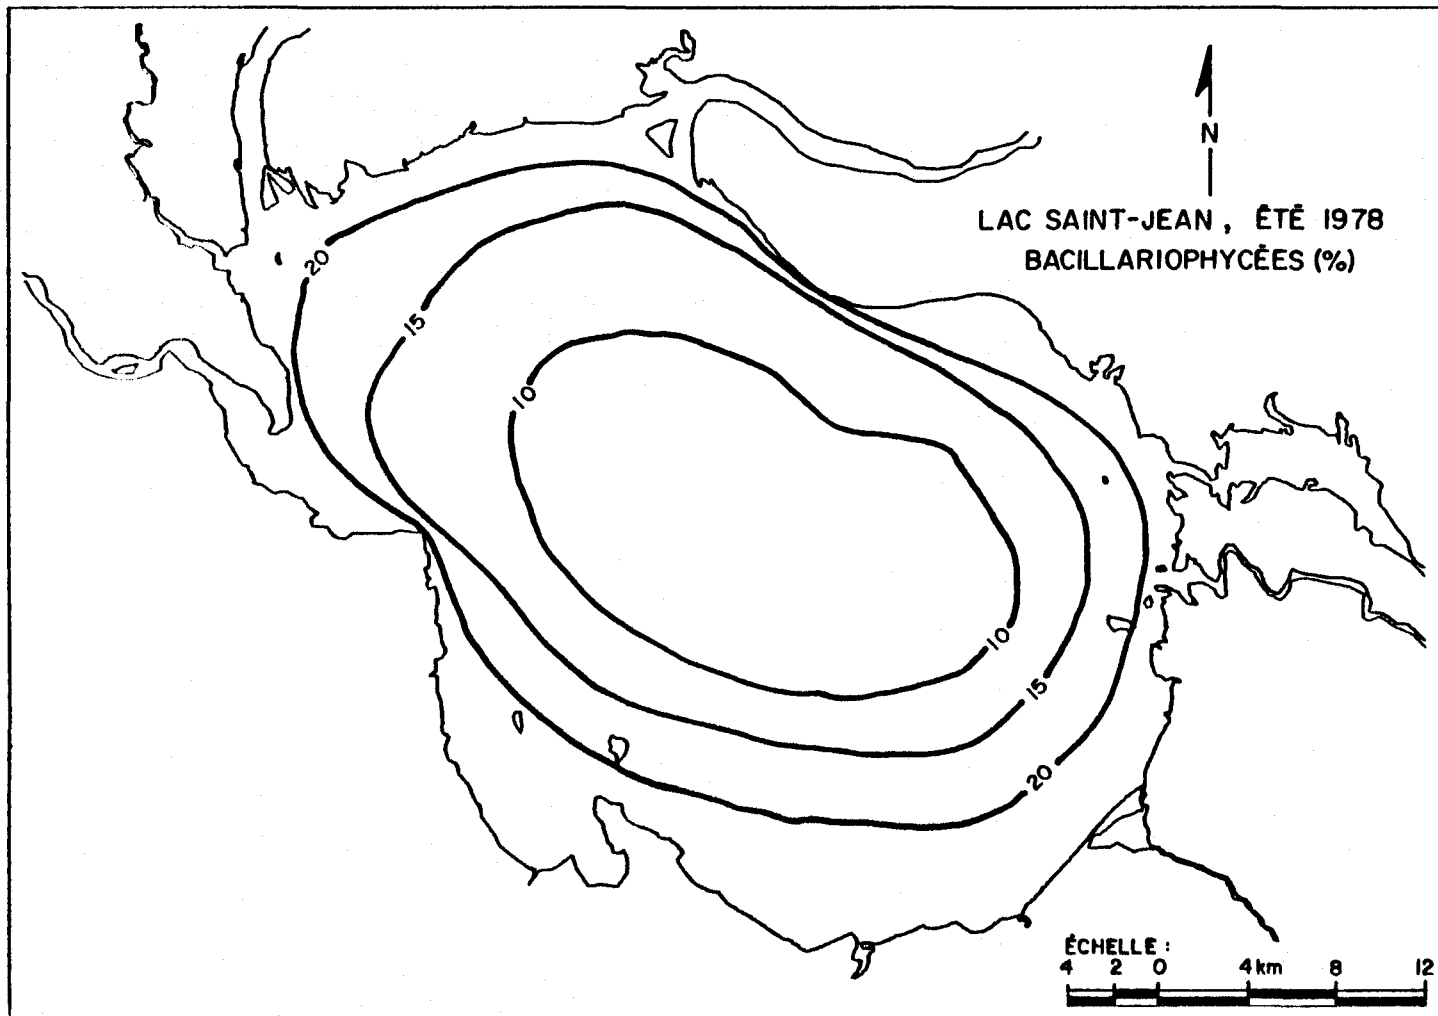 N
LAC SAINT-JEAN, ÉTÉ 1978
BACILLARIOPHYCÉES (%)
20
15
10
10
15
20
ÉCHELLE :
4 2 0 4 km 8 12